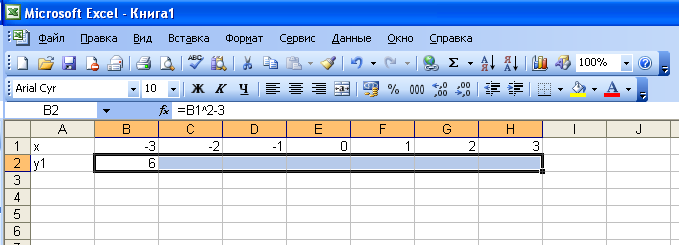 Microsoft Excel - Книга1
Файл Правка Вид Вставка Формат Сервис Данные Окно Справка
Σ А Я Я А 100%
Arial Cyr 10 Ж К Ч % 000 ,00 ,00 А
B2 fx =B1^2-3
A B C D E F G H I J
1 x -3 -2 -1 0 1 2 3
2 y1 6
3
4
5
6
7